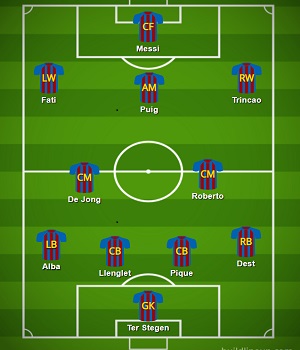 CF
Messi
LW
AM
RW
Fati
Puig
Trincao
CM
CM
De Jong
Roberto
LB
CB
CB
RB
Alba
Llenglet
Pique
Dest
GK
Ter Stegen